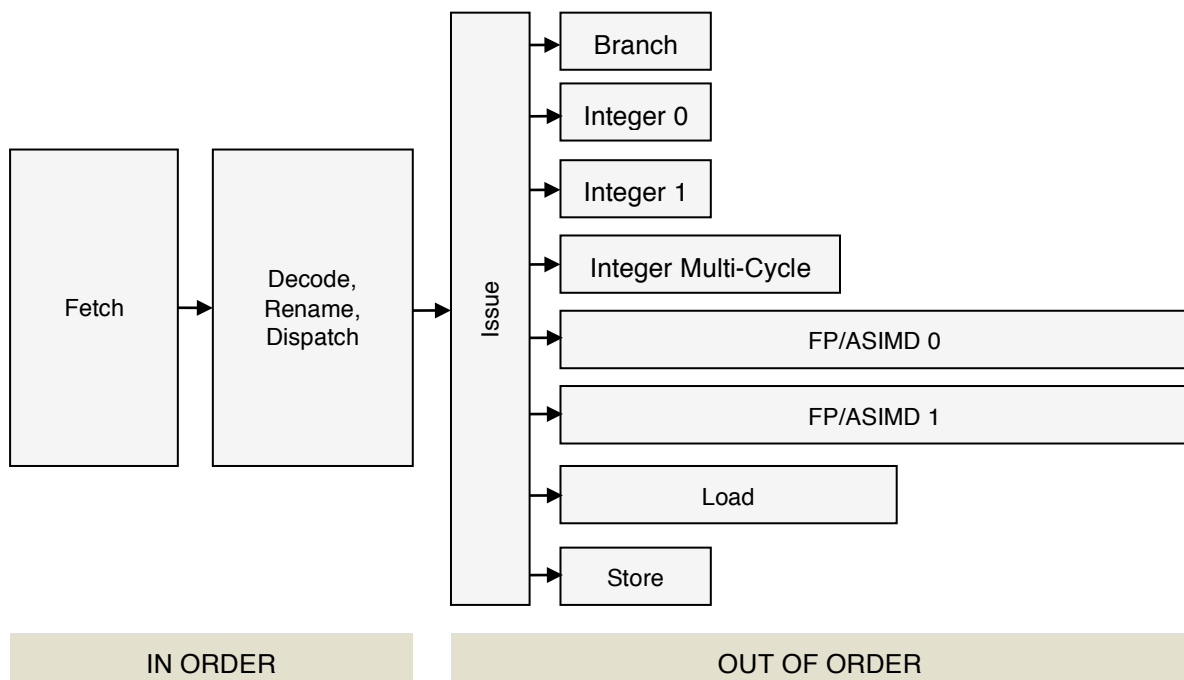 Fetch
Decode,
Rename,
Dispatch
Issue
Branch
Integer 0
Integer 1
Integer Multi-Cycle
FP/ASIMD 0
FP/ASIMD 1
Load
Store
IN ORDER
OUT OF ORDER